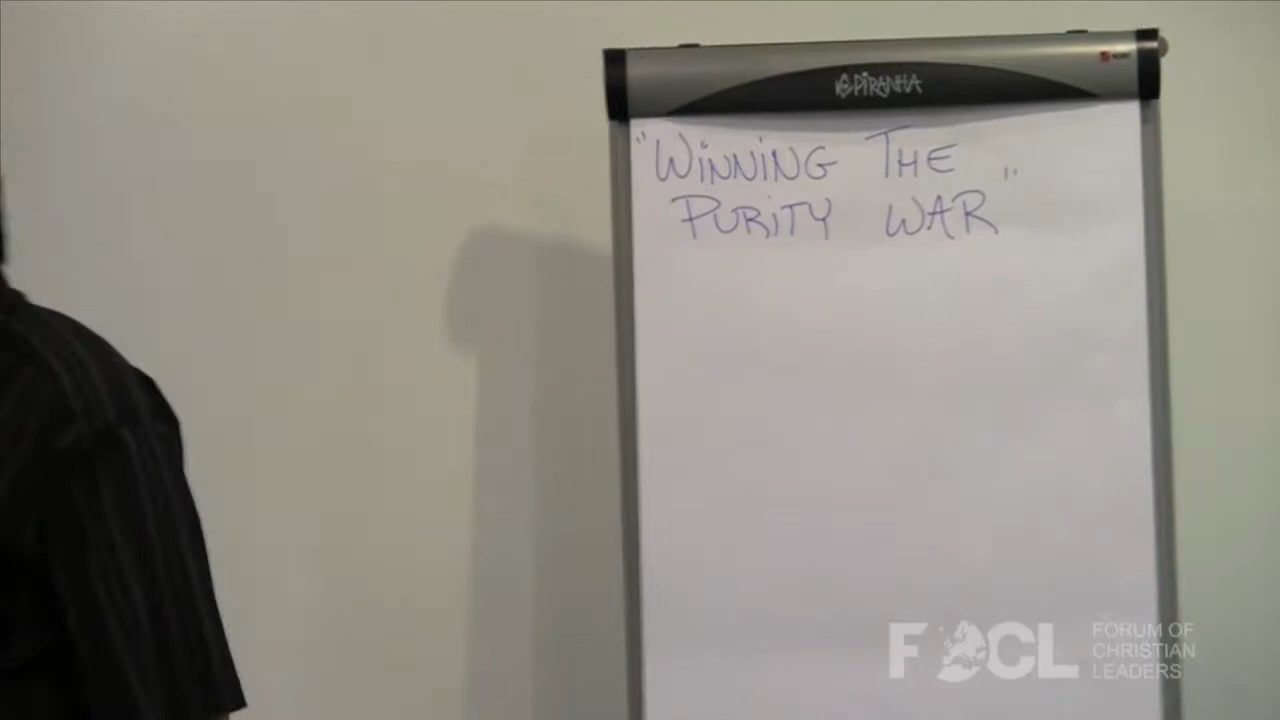 PIRANHA
"WINNING THE
PURITY WAR"
FOCL
FORUM OF
CHRISTIAN
LEADERS